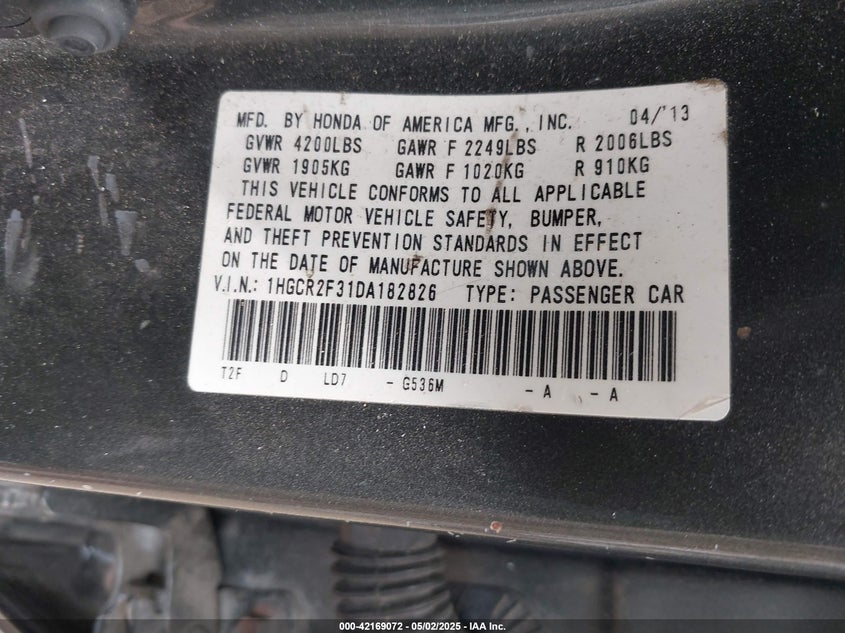 MFD. BY HONDA OF AMERICA MFG., INC. 04/'13
GVWR 4200LBS GAWR F 2249LBS R 2006LBS
GVWR 1905KG GAWR F 1020KG R 910KG
THIS VEHICLE CONFORMS TO ALL APPLICABLE
FEDERAL MOTOR VEHICLE SAFETY, BUMPER,
AND THEFT PREVENTION STANDARDS IN EFFECT
ON THE DATE OF MANUFACTURE SHOWN ABOVE.
V.I.N.: 1HGCR2F31DA182826 TYPE: PASSENGER CAR
T2F D LD7 - G536M - A - A
000-42169072 - 05/02/2025 - IAA Inc.